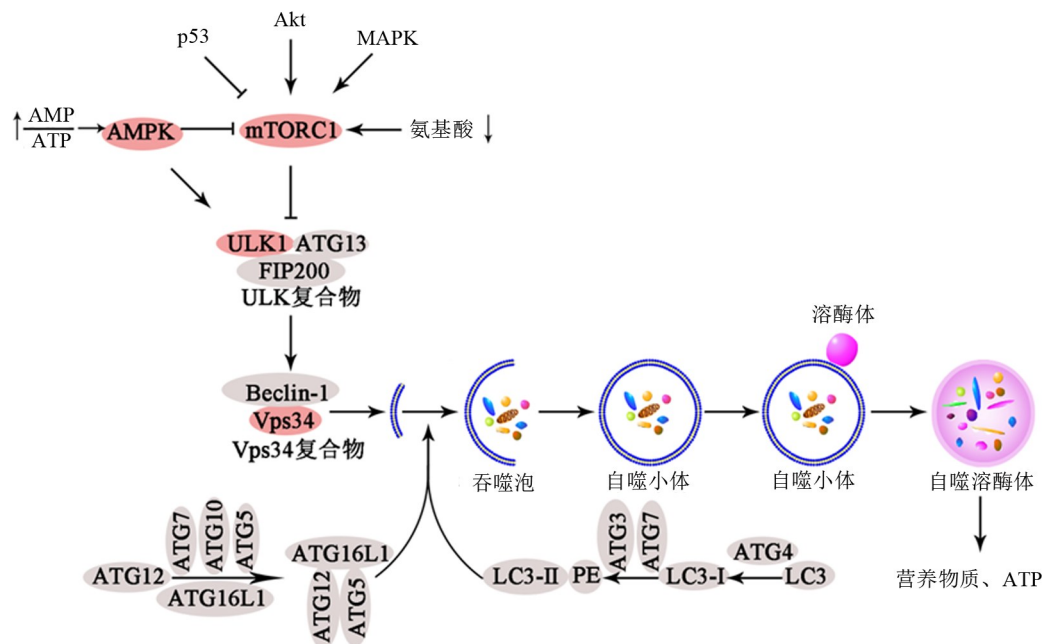 Akt
p53
MAPK
AMP
ATP
AMPK
mTORC1
氨基酸
ULK1
ATG13
FIP200
ULK复合物
溶酶体
Beclin-1
Vps34
Vps34复合物
吞噬泡
自噬小体
自噬小体
自噬溶酶体
ATG7
ATG10
ATG5
ATG12
ATG16L1
ATG16L1
ATG12
ATG5
LC3-II
PE
ATG3
ATG7
LC3-I
ATG4
LC3
营养物质、ATP